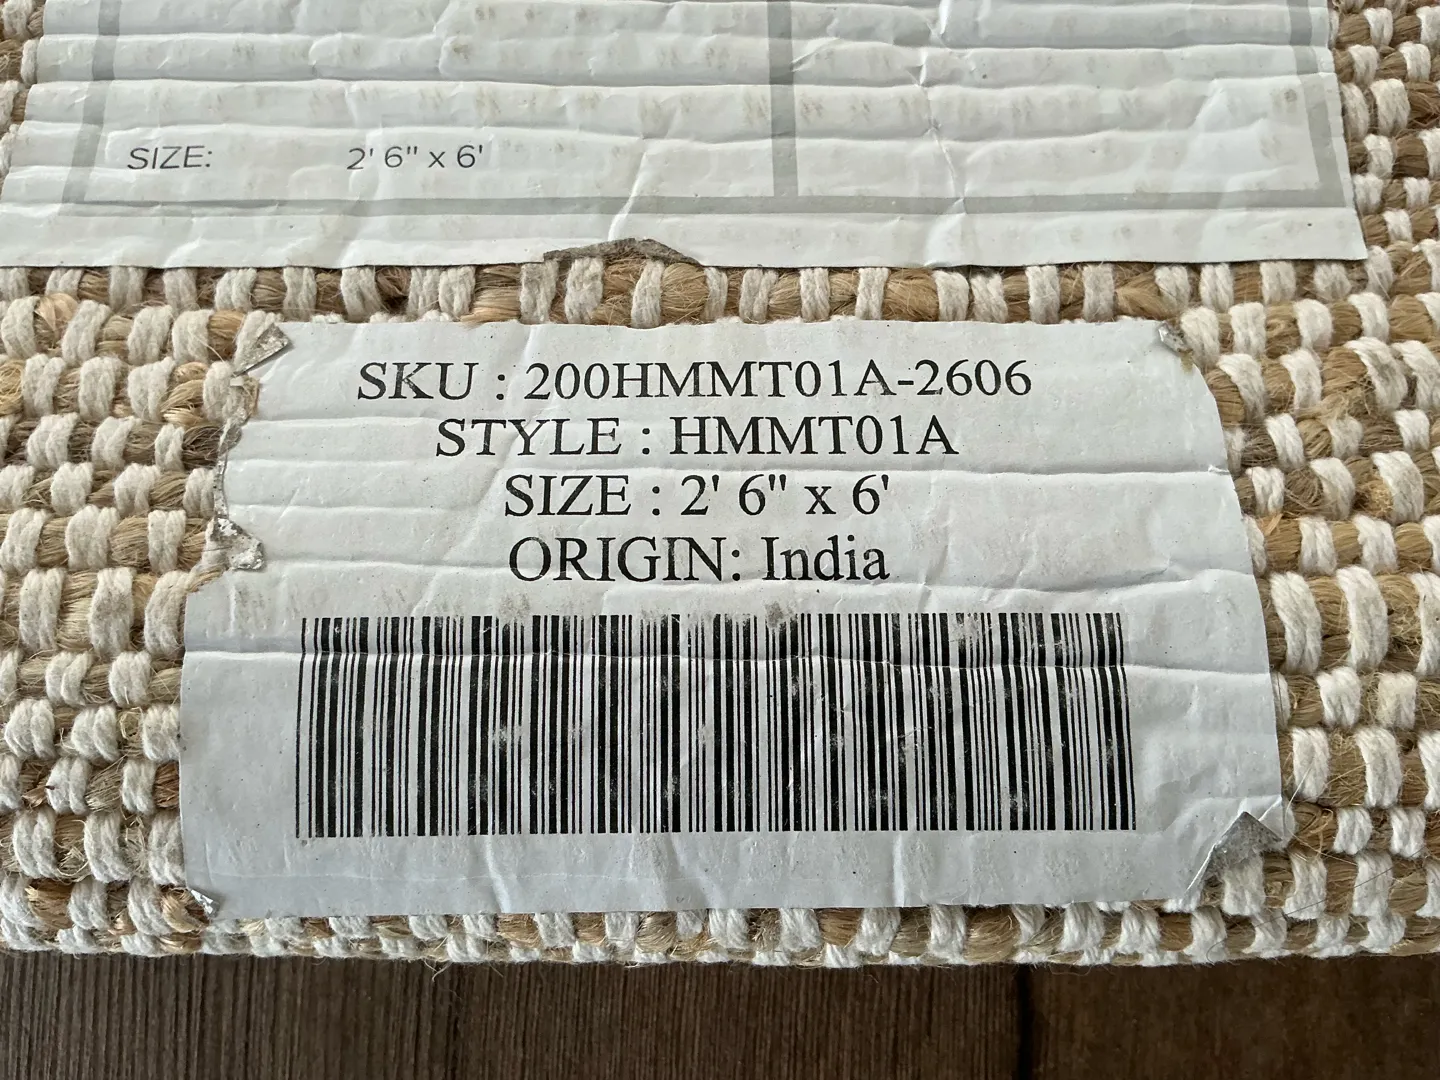 SIZE: 2' 6" x 6'
SKU : 200HMMT01A-2606
STYLE : HMMT01A
SIZE : 2' 6" x 6'
ORIGIN: India